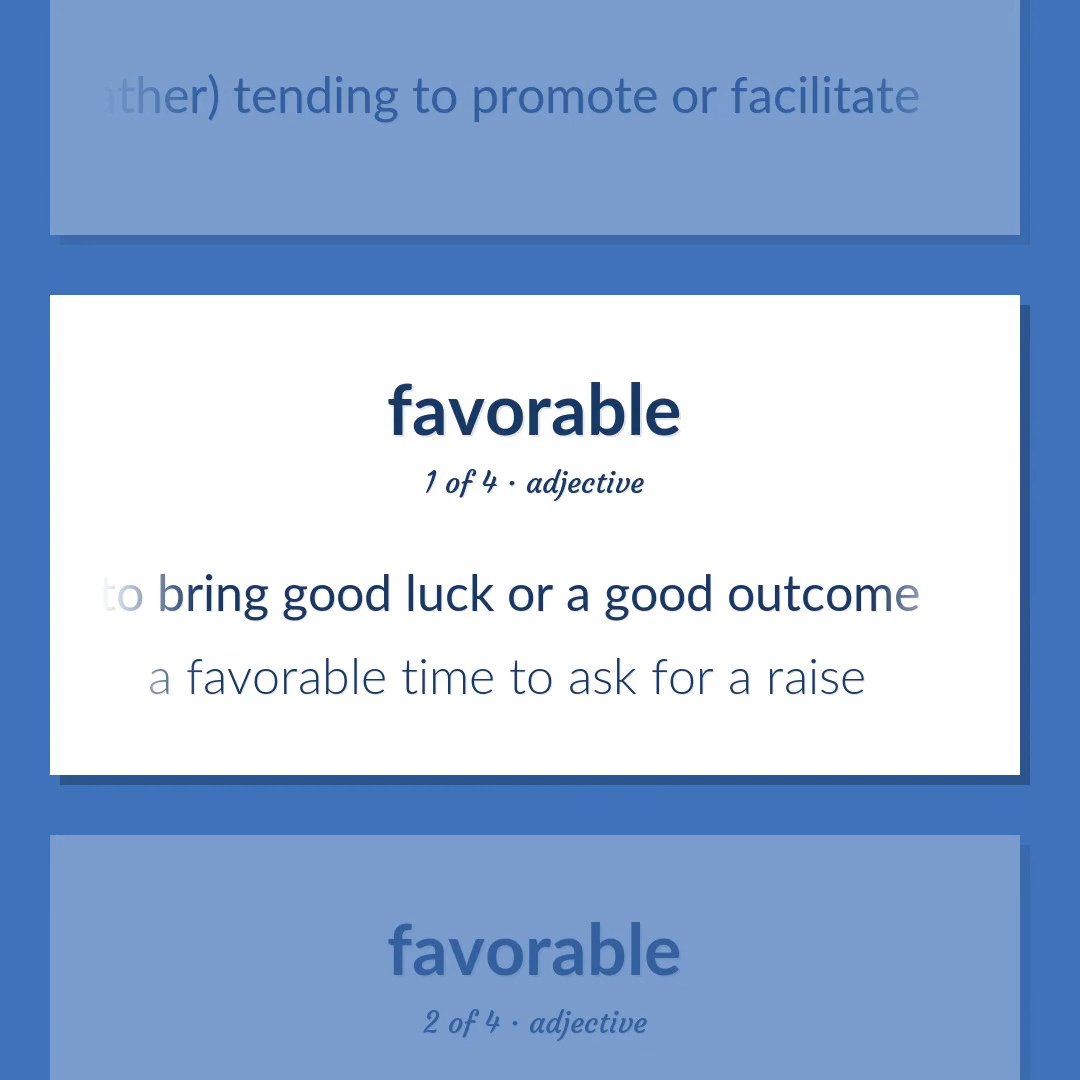 ther) tending to promote or facilitate
favorable
1 of 4 · adjective
to bring good luck or a good outcome
a favorable time to ask for a raise
favorable
2 of 4 · adjective